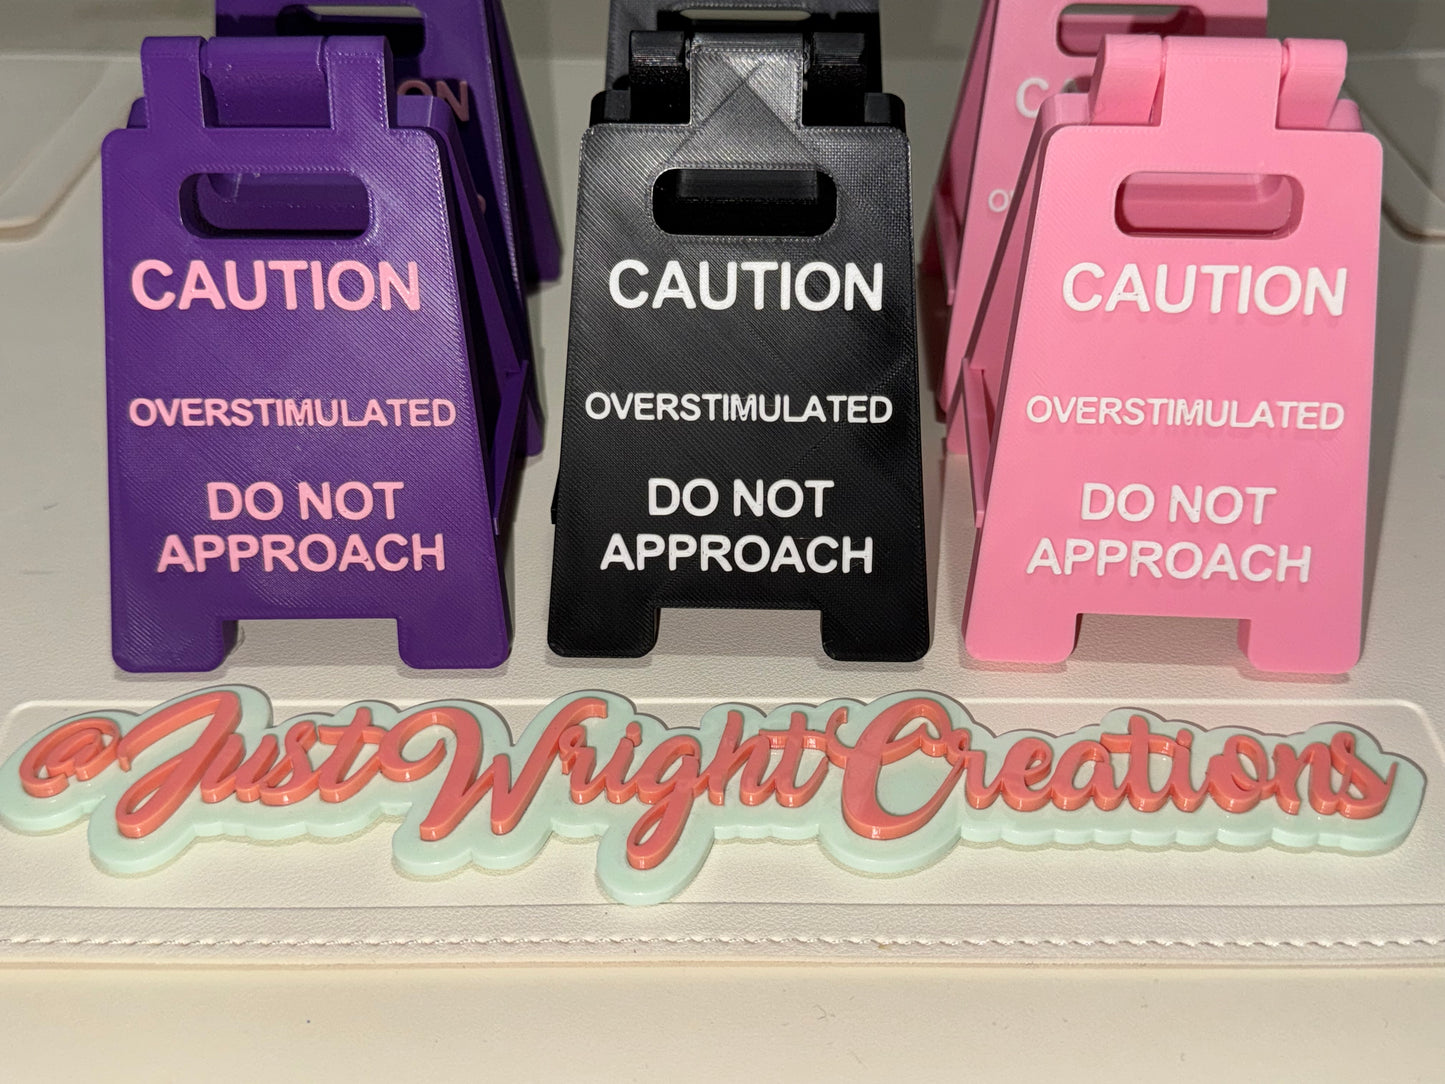 CAUTION
OVERSTIMULATED
DO NOT
APPROACH
CAUTION
OVERSTIMULATED
DO NOT
APPROACH
CAUTION
OVERSTIMULATED
DO NOT
APPROACH
@JustWrightCreations